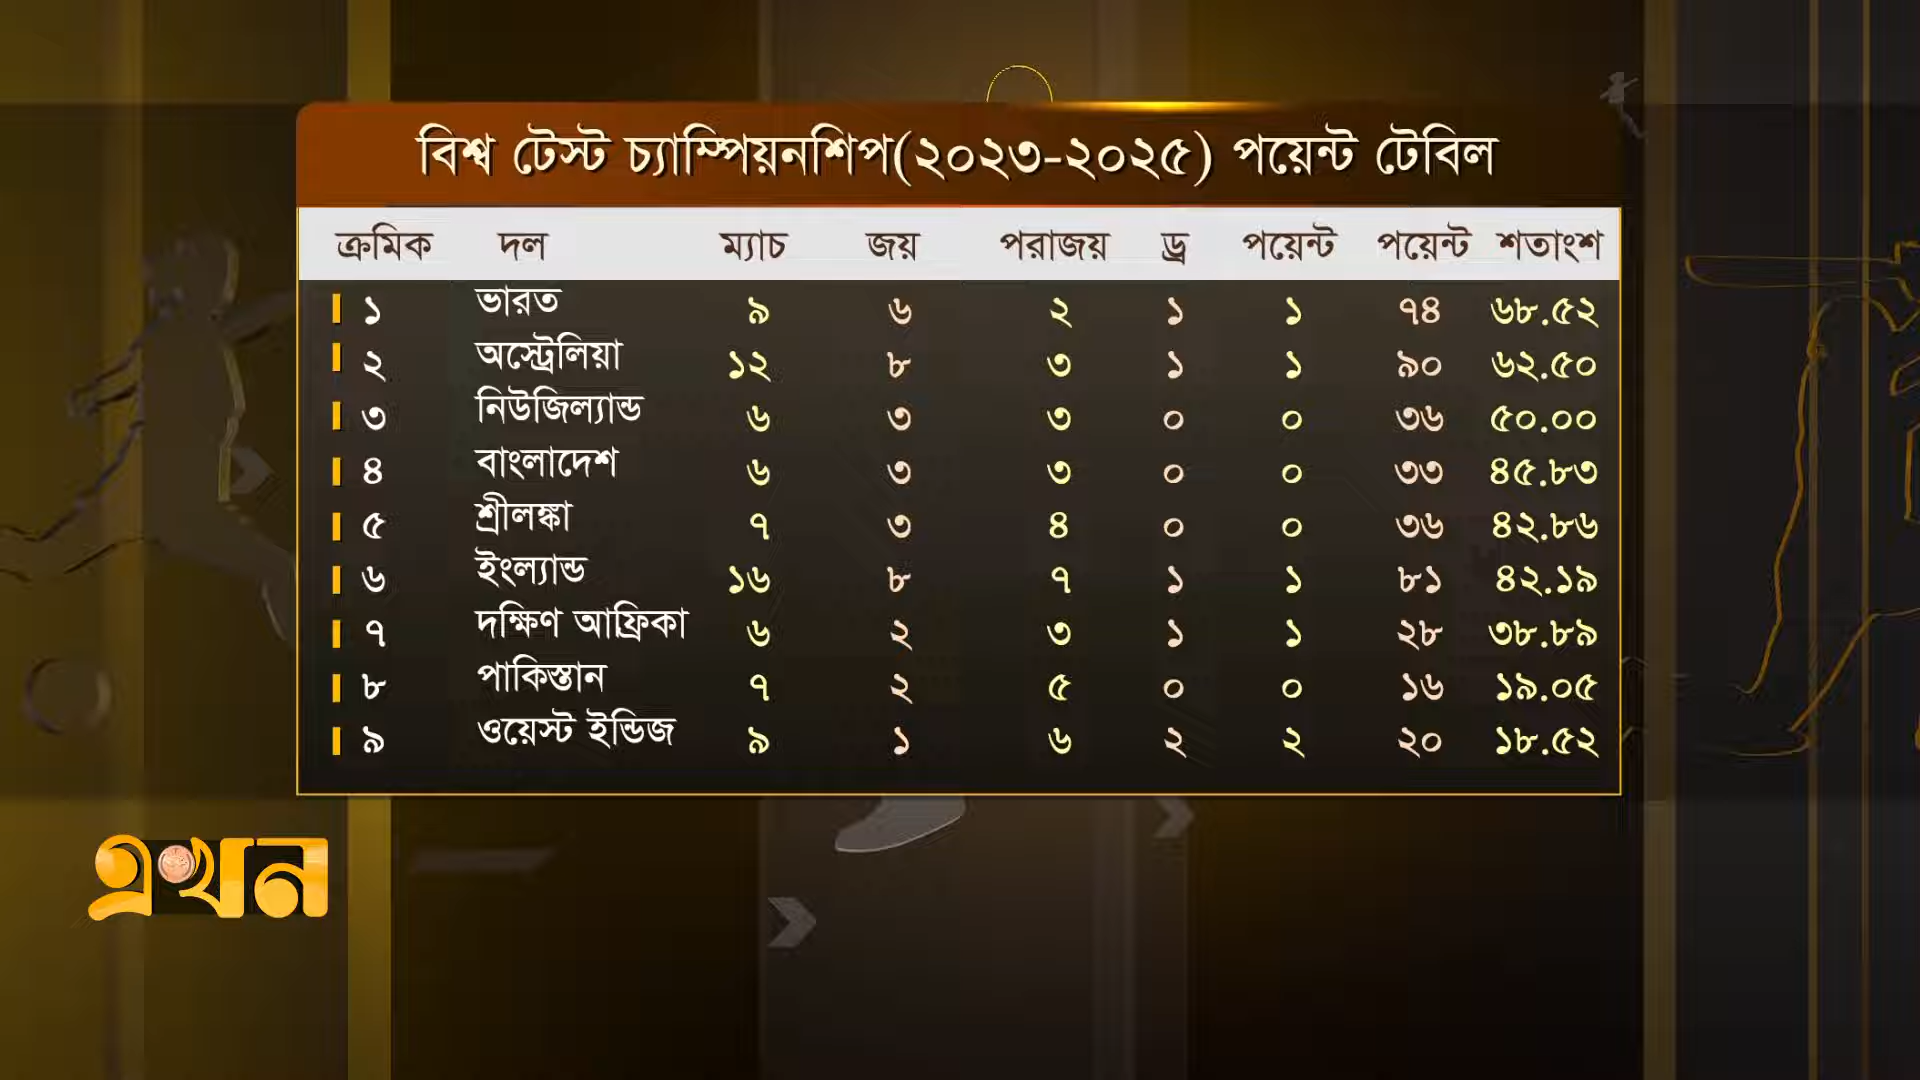 বিশ্ব টেস্ট চ্যাম্পিয়নশিপ(২০২৩-২০২৫) পয়েন্ট টেবিল
ক্রমিক দল ম্যাচ জয় পরাজয় ড্র পয়েন্ট পয়েন্ট শতাংশ
১ ভারত ৯ ৬ ২ ১ ১ ৭৪ ৬৮.৫২
২ অস্ট্রেলিয়া ১২ ৮ ৩ ১ ১ ৯০ ৬২.৫০
৩ নিউজিল্যান্ড ৬ ৩ ৩ ০ ০ ৩৬ ৫০.০০
৪ বাংলাদেশ ৬ ৩ ৩ ০ ০ ৩৩ ৪৫.৮৩
৫ শ্রীলঙ্কা ৭ ৩ ৪ ০ ০ ৩৬ ৪২.৮৬
৬ ইংল্যান্ড ১৬ ৮ ৭ ১ ১ ৮১ ৪২.১৯
৭ দক্ষিণ আফ্রিকা ৬ ২ ৩ ১ ১ ২৮ ৩৮.৮৯
৮ পাকিস্তান ৭ ২ ৫ ০ ০ ১৬ ১৯.০৫
৯ ওয়েস্ট ইন্ডিজ ৯ ১ ৬ ২ ২ ২০ ১৮.৫২
এখন